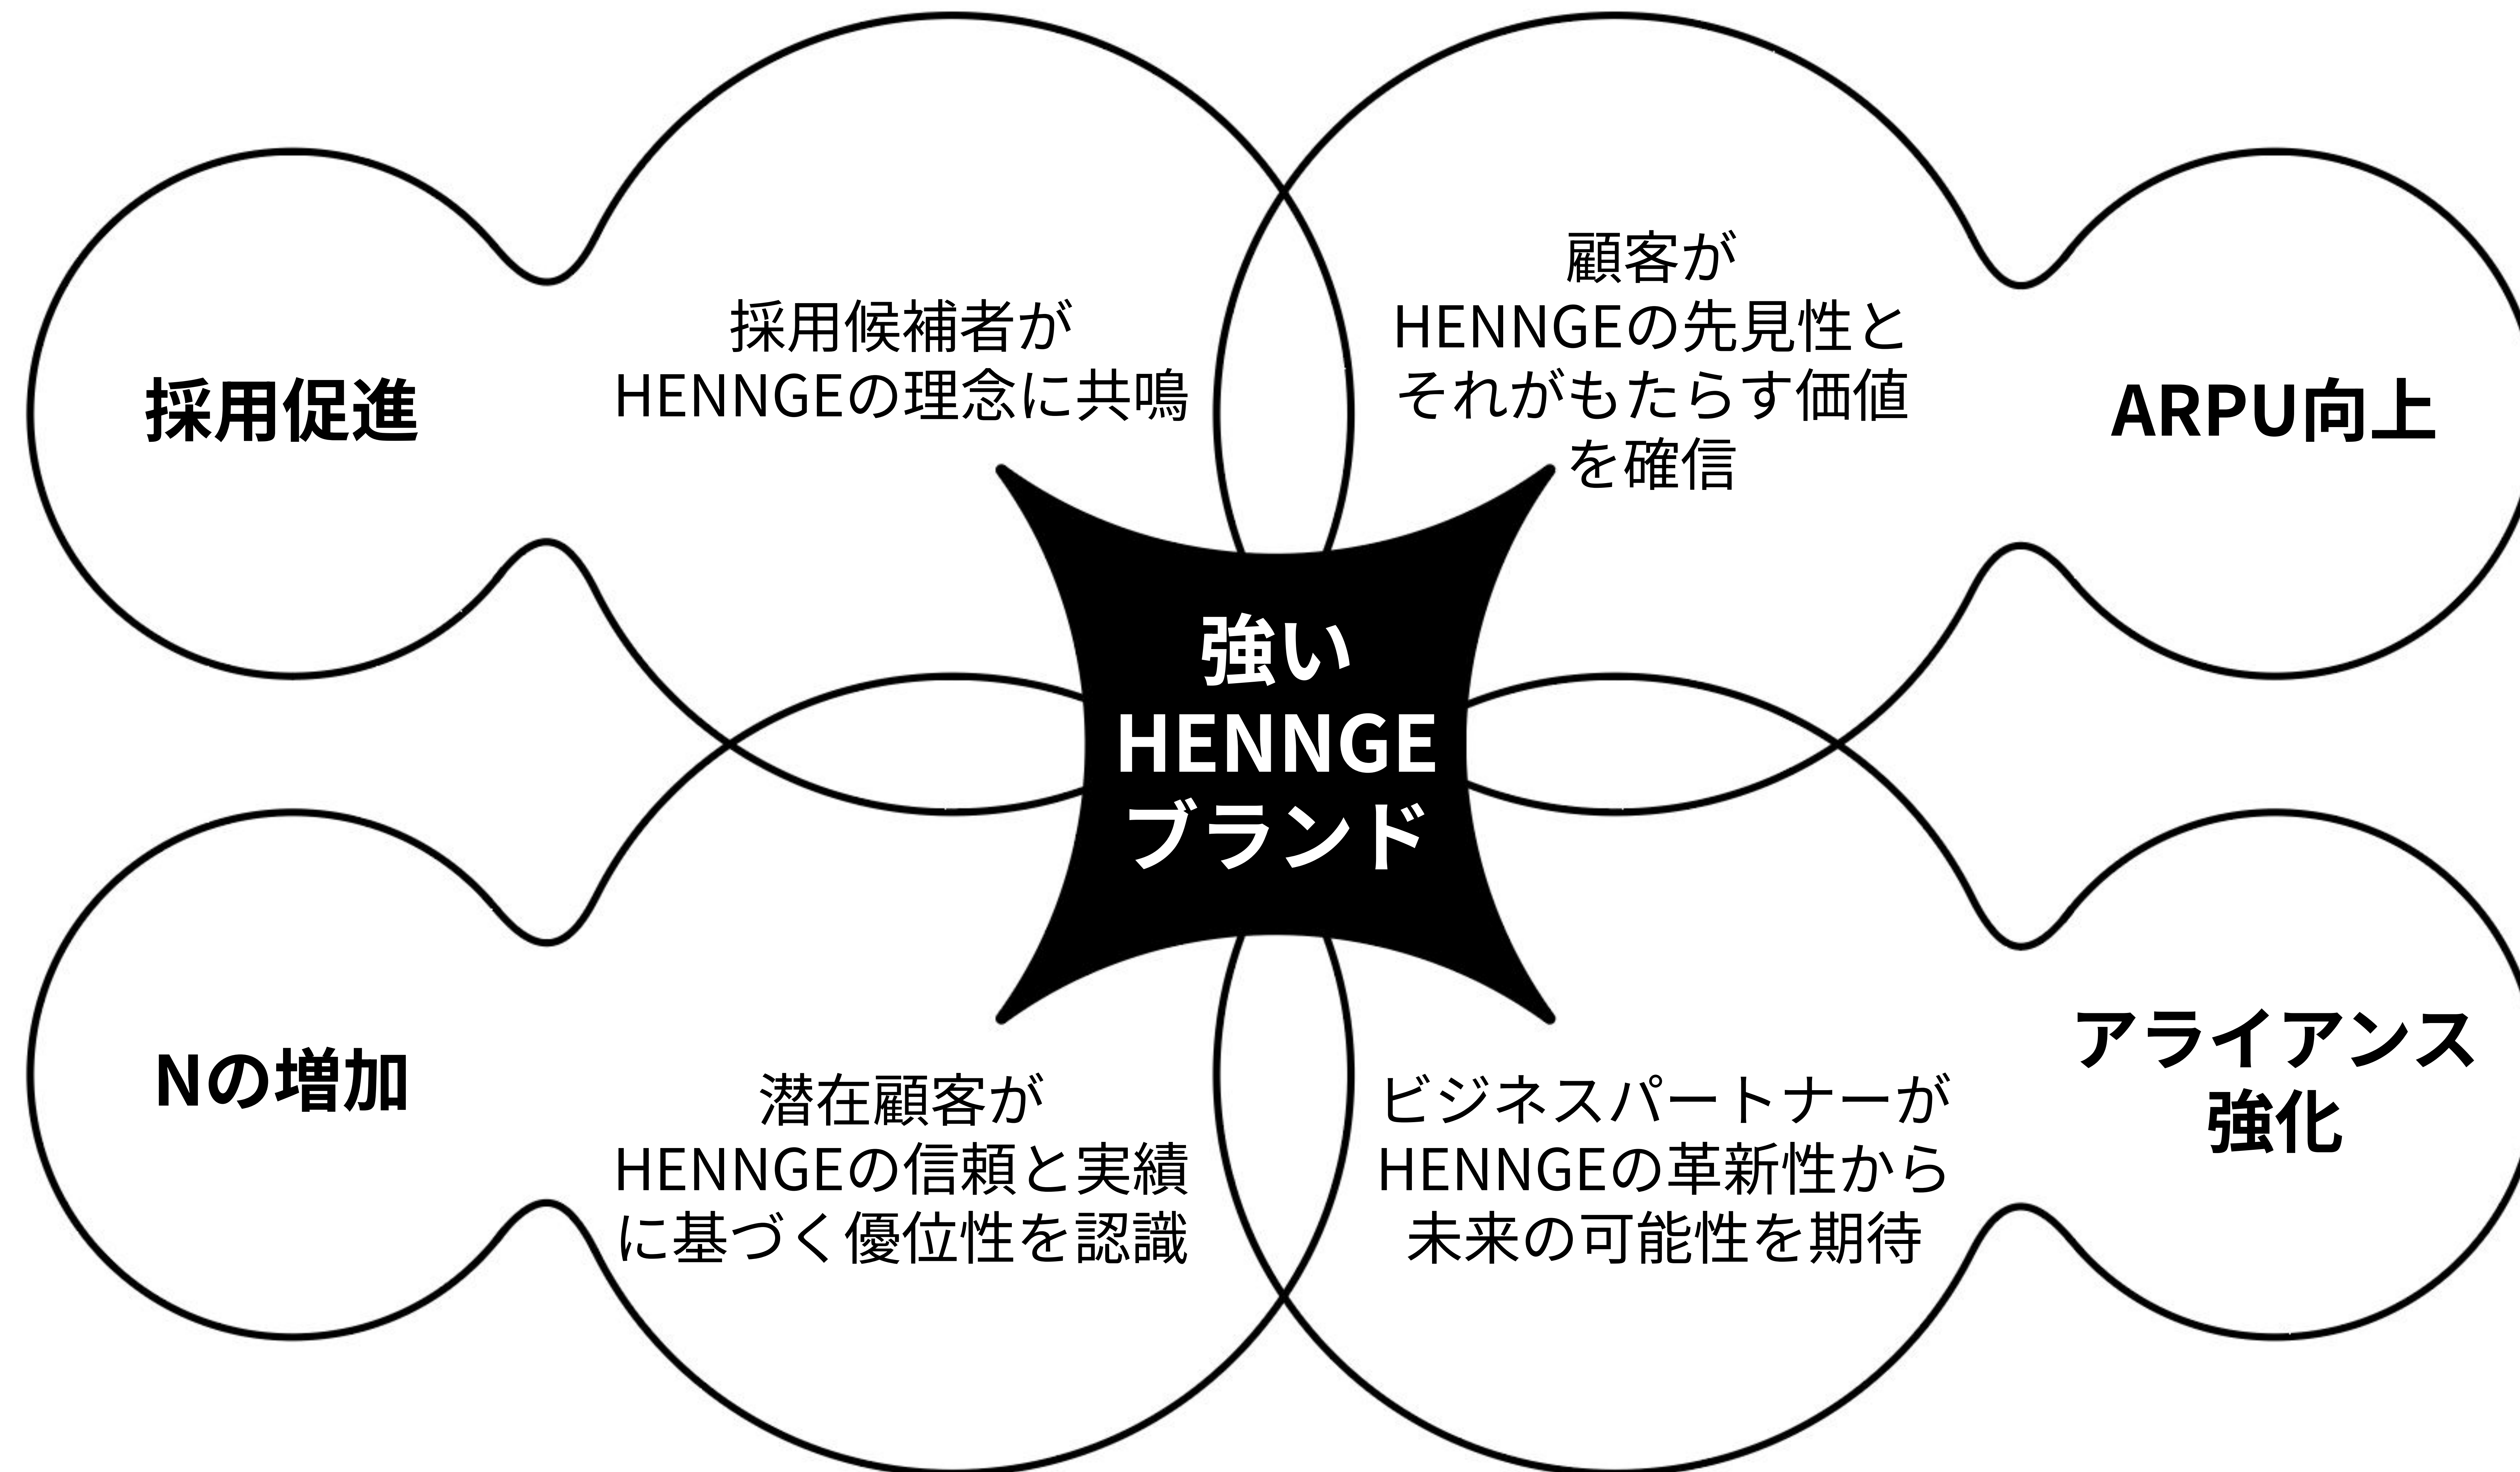 採用促進
採用候補者が
HENNGEの理念に共鳴
顧客が
HENNGEの先見性と
それがもたらす価値
を確信
ARPU向上
強い
HENNGE
ブランド
Nの増加
潜在顧客が
HENNGEの信頼と実績
に基づく優位性を認識
ビジネスパートナーが
HENNGEの革新性から
未来の可能性を期待
アライアンス
強化